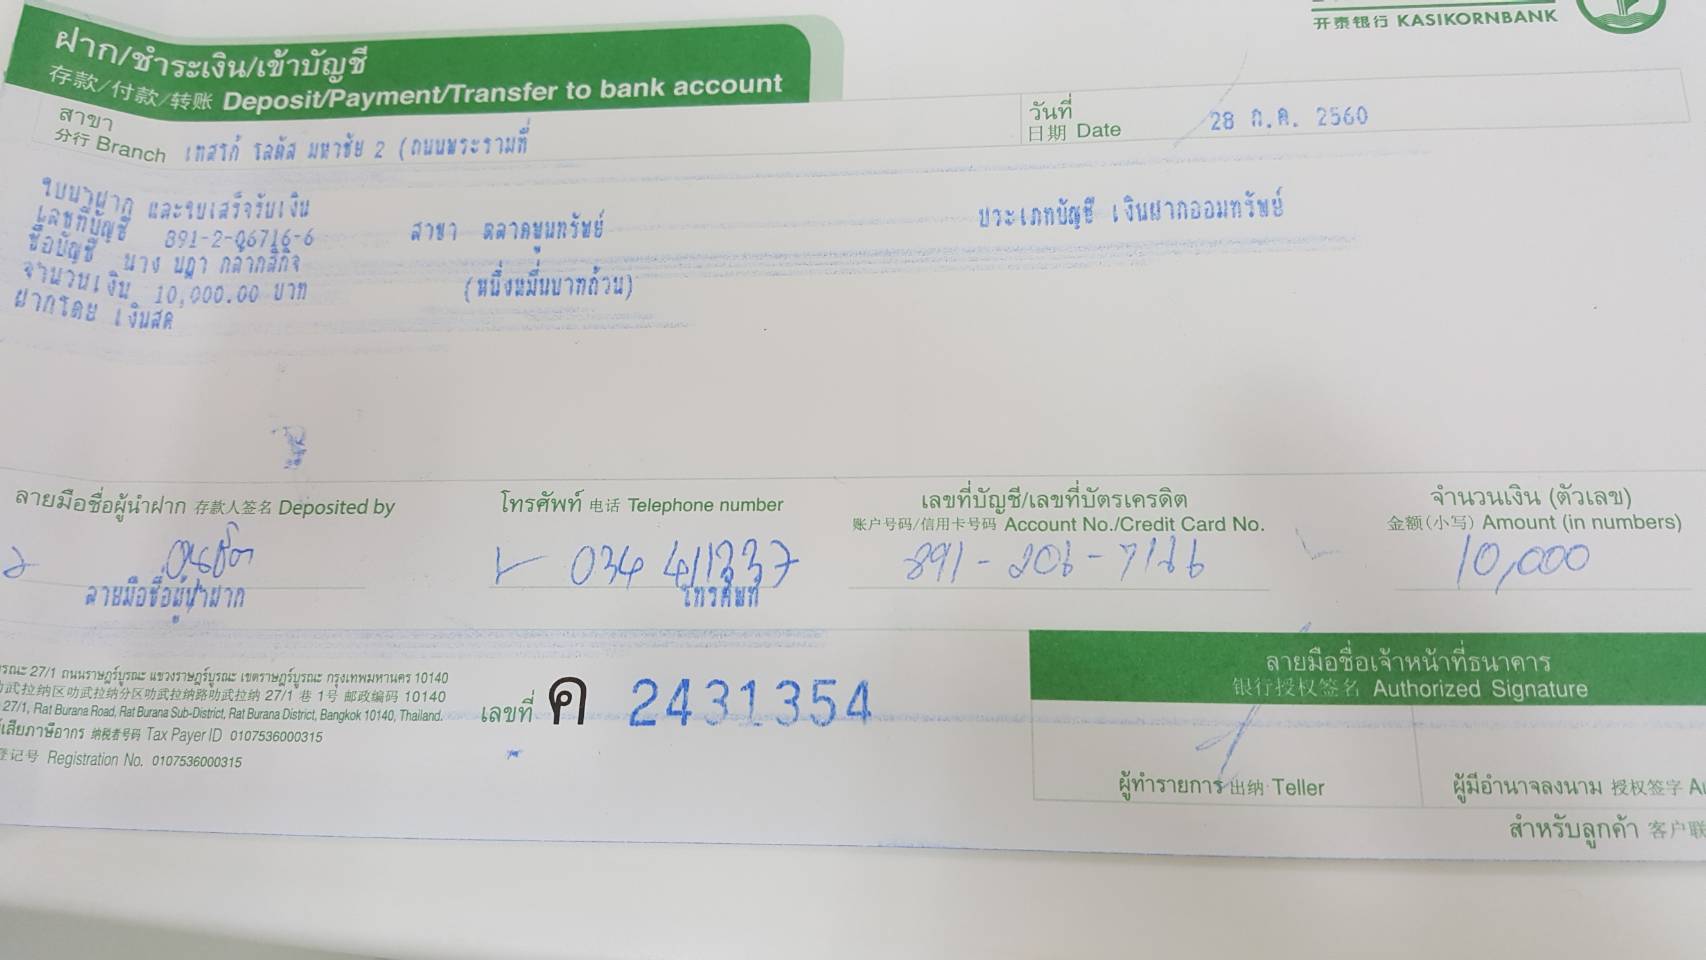 开泰银行 KASIKORNBANK
ฝาก/ชำระเงิน/เข้าบัญชี
存款/付款/转账 Deposit/Payment/Transfer to bank account
สาขา
分行 Branch เทสโก้ โลตัส มหาชัย 2 (ถนนพระรามที่
วันที่
日期 Date 28 ก.ค. 2560
ใบนำฝาก และใบเสร็จรับเงิน
เลขที่บัญชี 891-2-06716-6 สาขา ตลาดพูนทรัพย์ ประเภทบัญชี เงินฝากออมทรัพย์
ชื่อบัญชี นาง
จำนวนเงิน 10,000.00 บาท (หนึ่งหมื่นบาทถ้วน)
ฝากโดย เงินสด
ลายมือชื่อผู้นำฝาก 存款人签名 Deposited by
โทรศัพท์ 电话 Telephone number
เลขที่บัญชี/เลขที่บัตรเครดิต
账户号码/信用卡号码 Account No./Credit Card No.
จำนวนเงิน (ตัวเลข)
金额(小写) Amount (in numbers)
034 411337
891-206-7166
10,000
ลายมือชื่อผู้นำฝาก โทรศัพท์
27/1 ถนนราษฎร์บูรณะ แขวงราษฎร์บูรณะ เขตราษฎร์บูรณะ กรุงเทพมหานคร 10140
叻武拉纳区叻武拉纳分区叻武拉纳路叻武拉纳 27/1 巷 1号 邮政编码 10140
27/1, Rat Burana Road, Rat Burana Sub-District, Rat Burana District, Bangkok 10140, Thailand.
เสียภาษีอากร 纳税者号码 Tax Payer ID 0107536000315
登记号 Registration No. 0107536000315
เลขที่ ค 2431354
ลายมือชื่อเจ้าหน้าที่ธนาคาร
银行授权签名 Authorized Signature
ผู้ทำรายการ 出纳 Teller
ผู้มีอำนาจลงนาม 授权签字
สำหรับลูกค้า 客户联